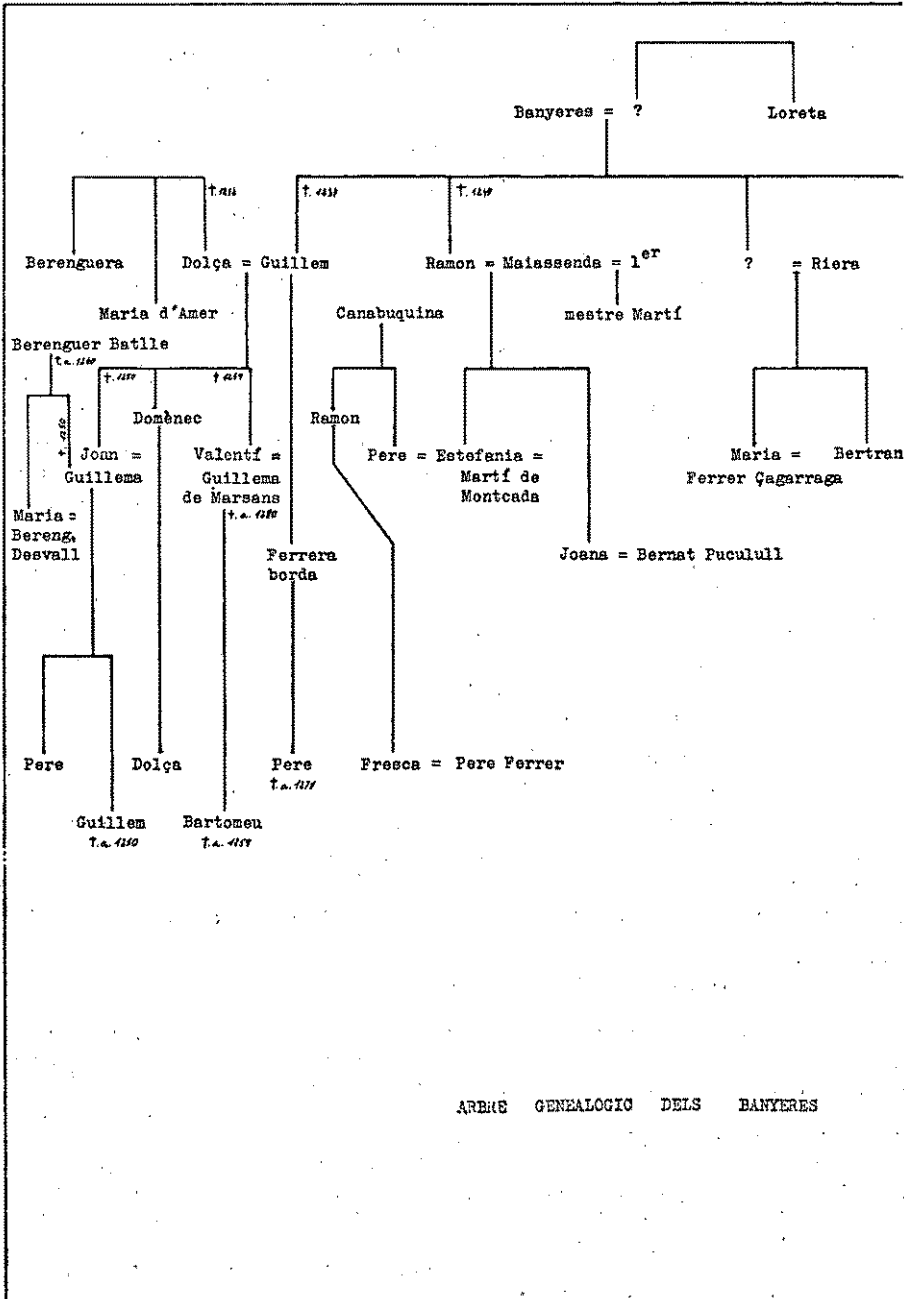 Banyeres = ? Loreta
Berenguera Dolça = Guillem Ramon = Maiassenda = 1er ? = Riera
Maria d'Amer Canabuquina mestre Martí
Berenguer Batlle
Domènec Ramon
Joan = Valentí = Pere = Estefania = Maria = Bertran
Guillema Guillema Martí de Ferrer Çagarraga
de Marsans Montcada
Maria =
Bereng.
Desvall Ferrera Joana = Bernat Puculull
borda
Pere Dolça Pere Fresca = Pere Ferrer
Guillem Bartomeu
ARBRE GENEALOGIC DELS BANYERES